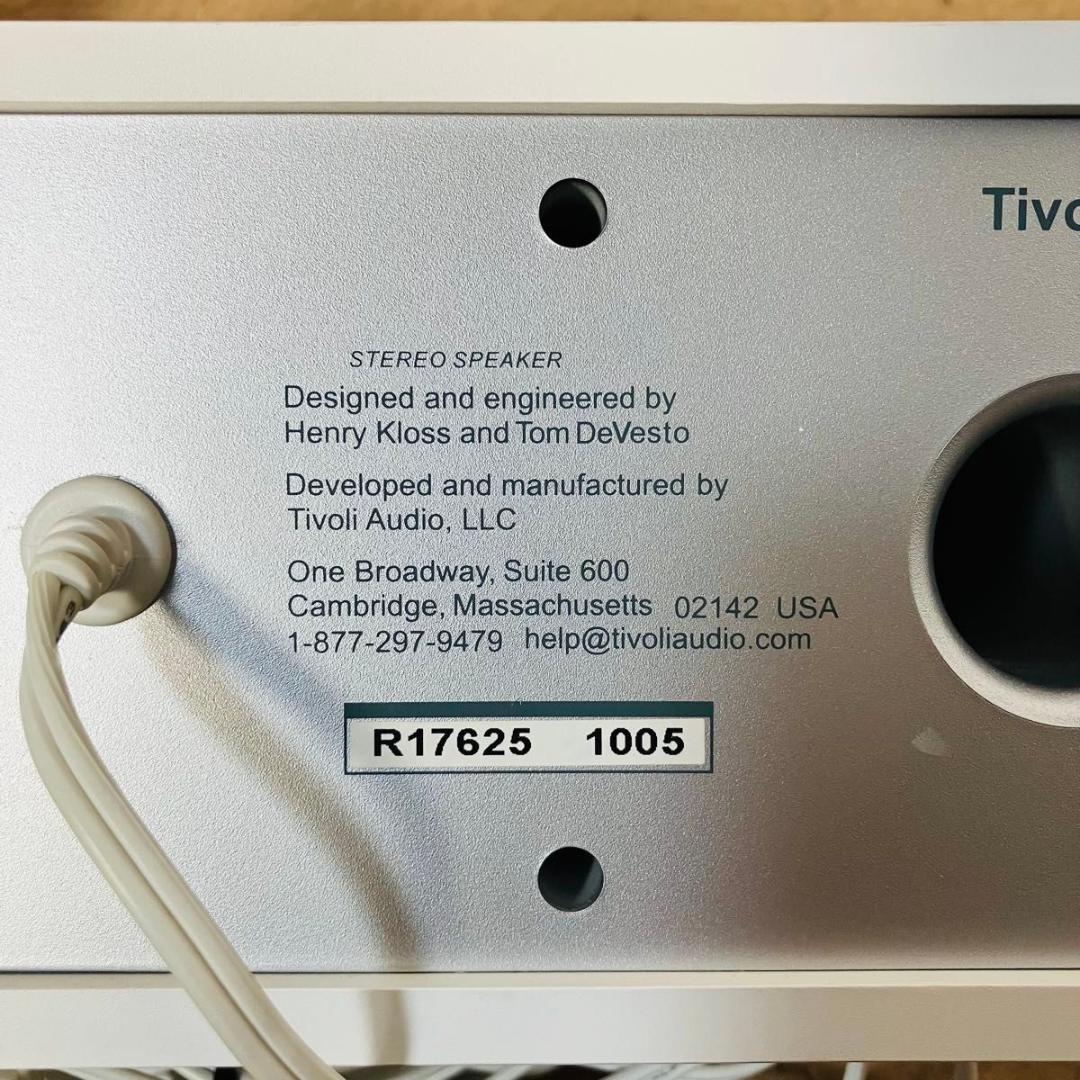 Tivo
STEREO SPEAKER
Designed and engineered by
Henry Kloss and Tom DeVesto
Developed and manufactured by
Tivoli Audio, LLC
One Broadway, Suite 600
Cambridge, Massachusetts 02142 USA
1-877-297-9479 help@tivoliaudio.com
R17625 1005